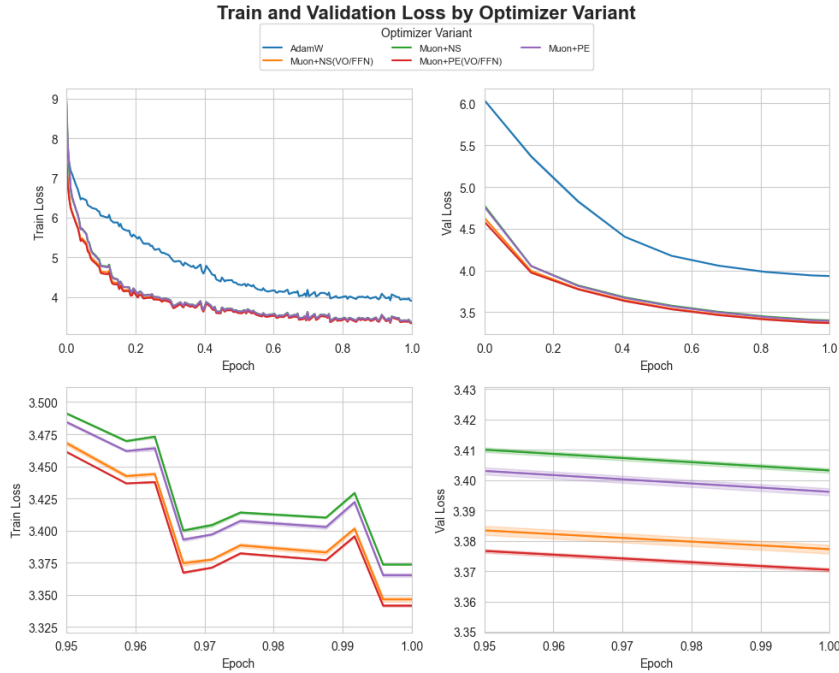 Train and Validation Loss by Optimizer Variant
Optimizer Variant
AdamW
Muon+NS(VO/FFN)
Muon+NS
Muon+PE(VO/FFN)
Muon+PE
9
8
7
6
5
4
Train Loss
0.0 0.2 0.4 0.6 0.8 1.0
Epoch
6.0
5.5
5.0
4.5
4.0
3.5
Val Loss
0.0 0.2 0.4 0.6 0.8 1.0
Epoch
3.500
3.475
3.450
3.425
3.400
3.375
3.350
3.325
Train Loss
0.95 0.96 0.97 0.98 0.99 1.00
Epoch
3.43
3.42
3.41
3.40
3.39
3.38
3.37
3.36
3.35
Val Loss
0.95 0.96 0.97 0.98 0.99 1.00
Epoch